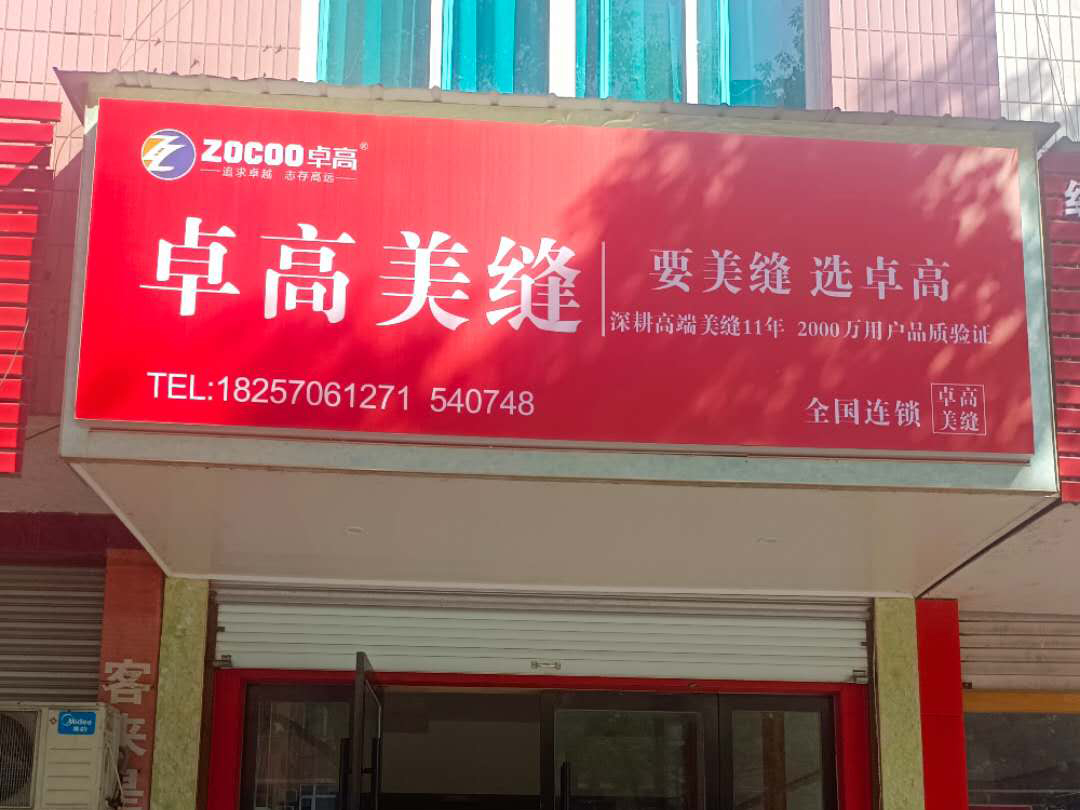 ZOCOO卓高®
追求卓越 志存高远
卓高美缝
要美缝 选卓高
深耕高端美缝11年 2000万用户品质验证
TEL:18257061271 540748
全国连锁
卓高
美缝
客来
Midea
美的